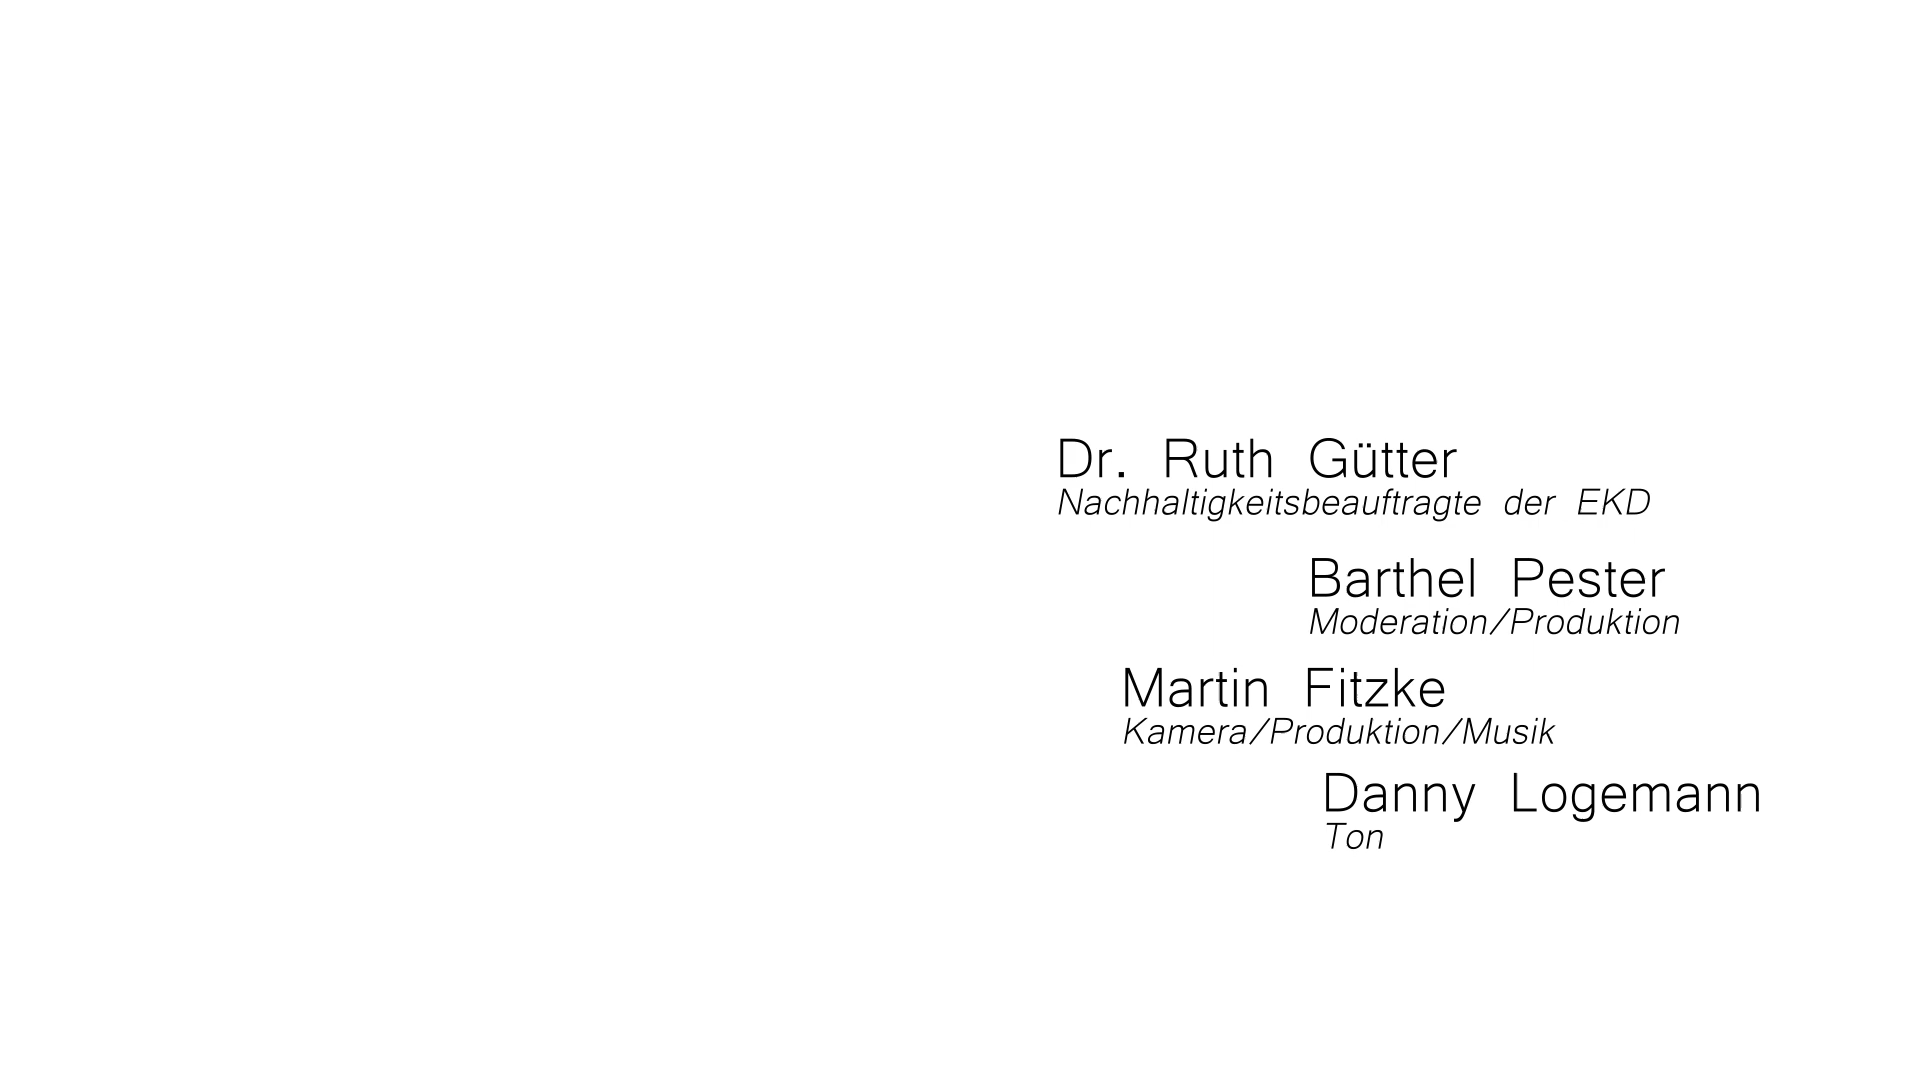 Dr. Ruth Gütter
Nachhaltigkeitsbeauftragte der EKD
Barthel Pester
Moderation/Produktion
Martin Fitzke
Kamera/Produktion/Musik
Danny Logemann
Ton